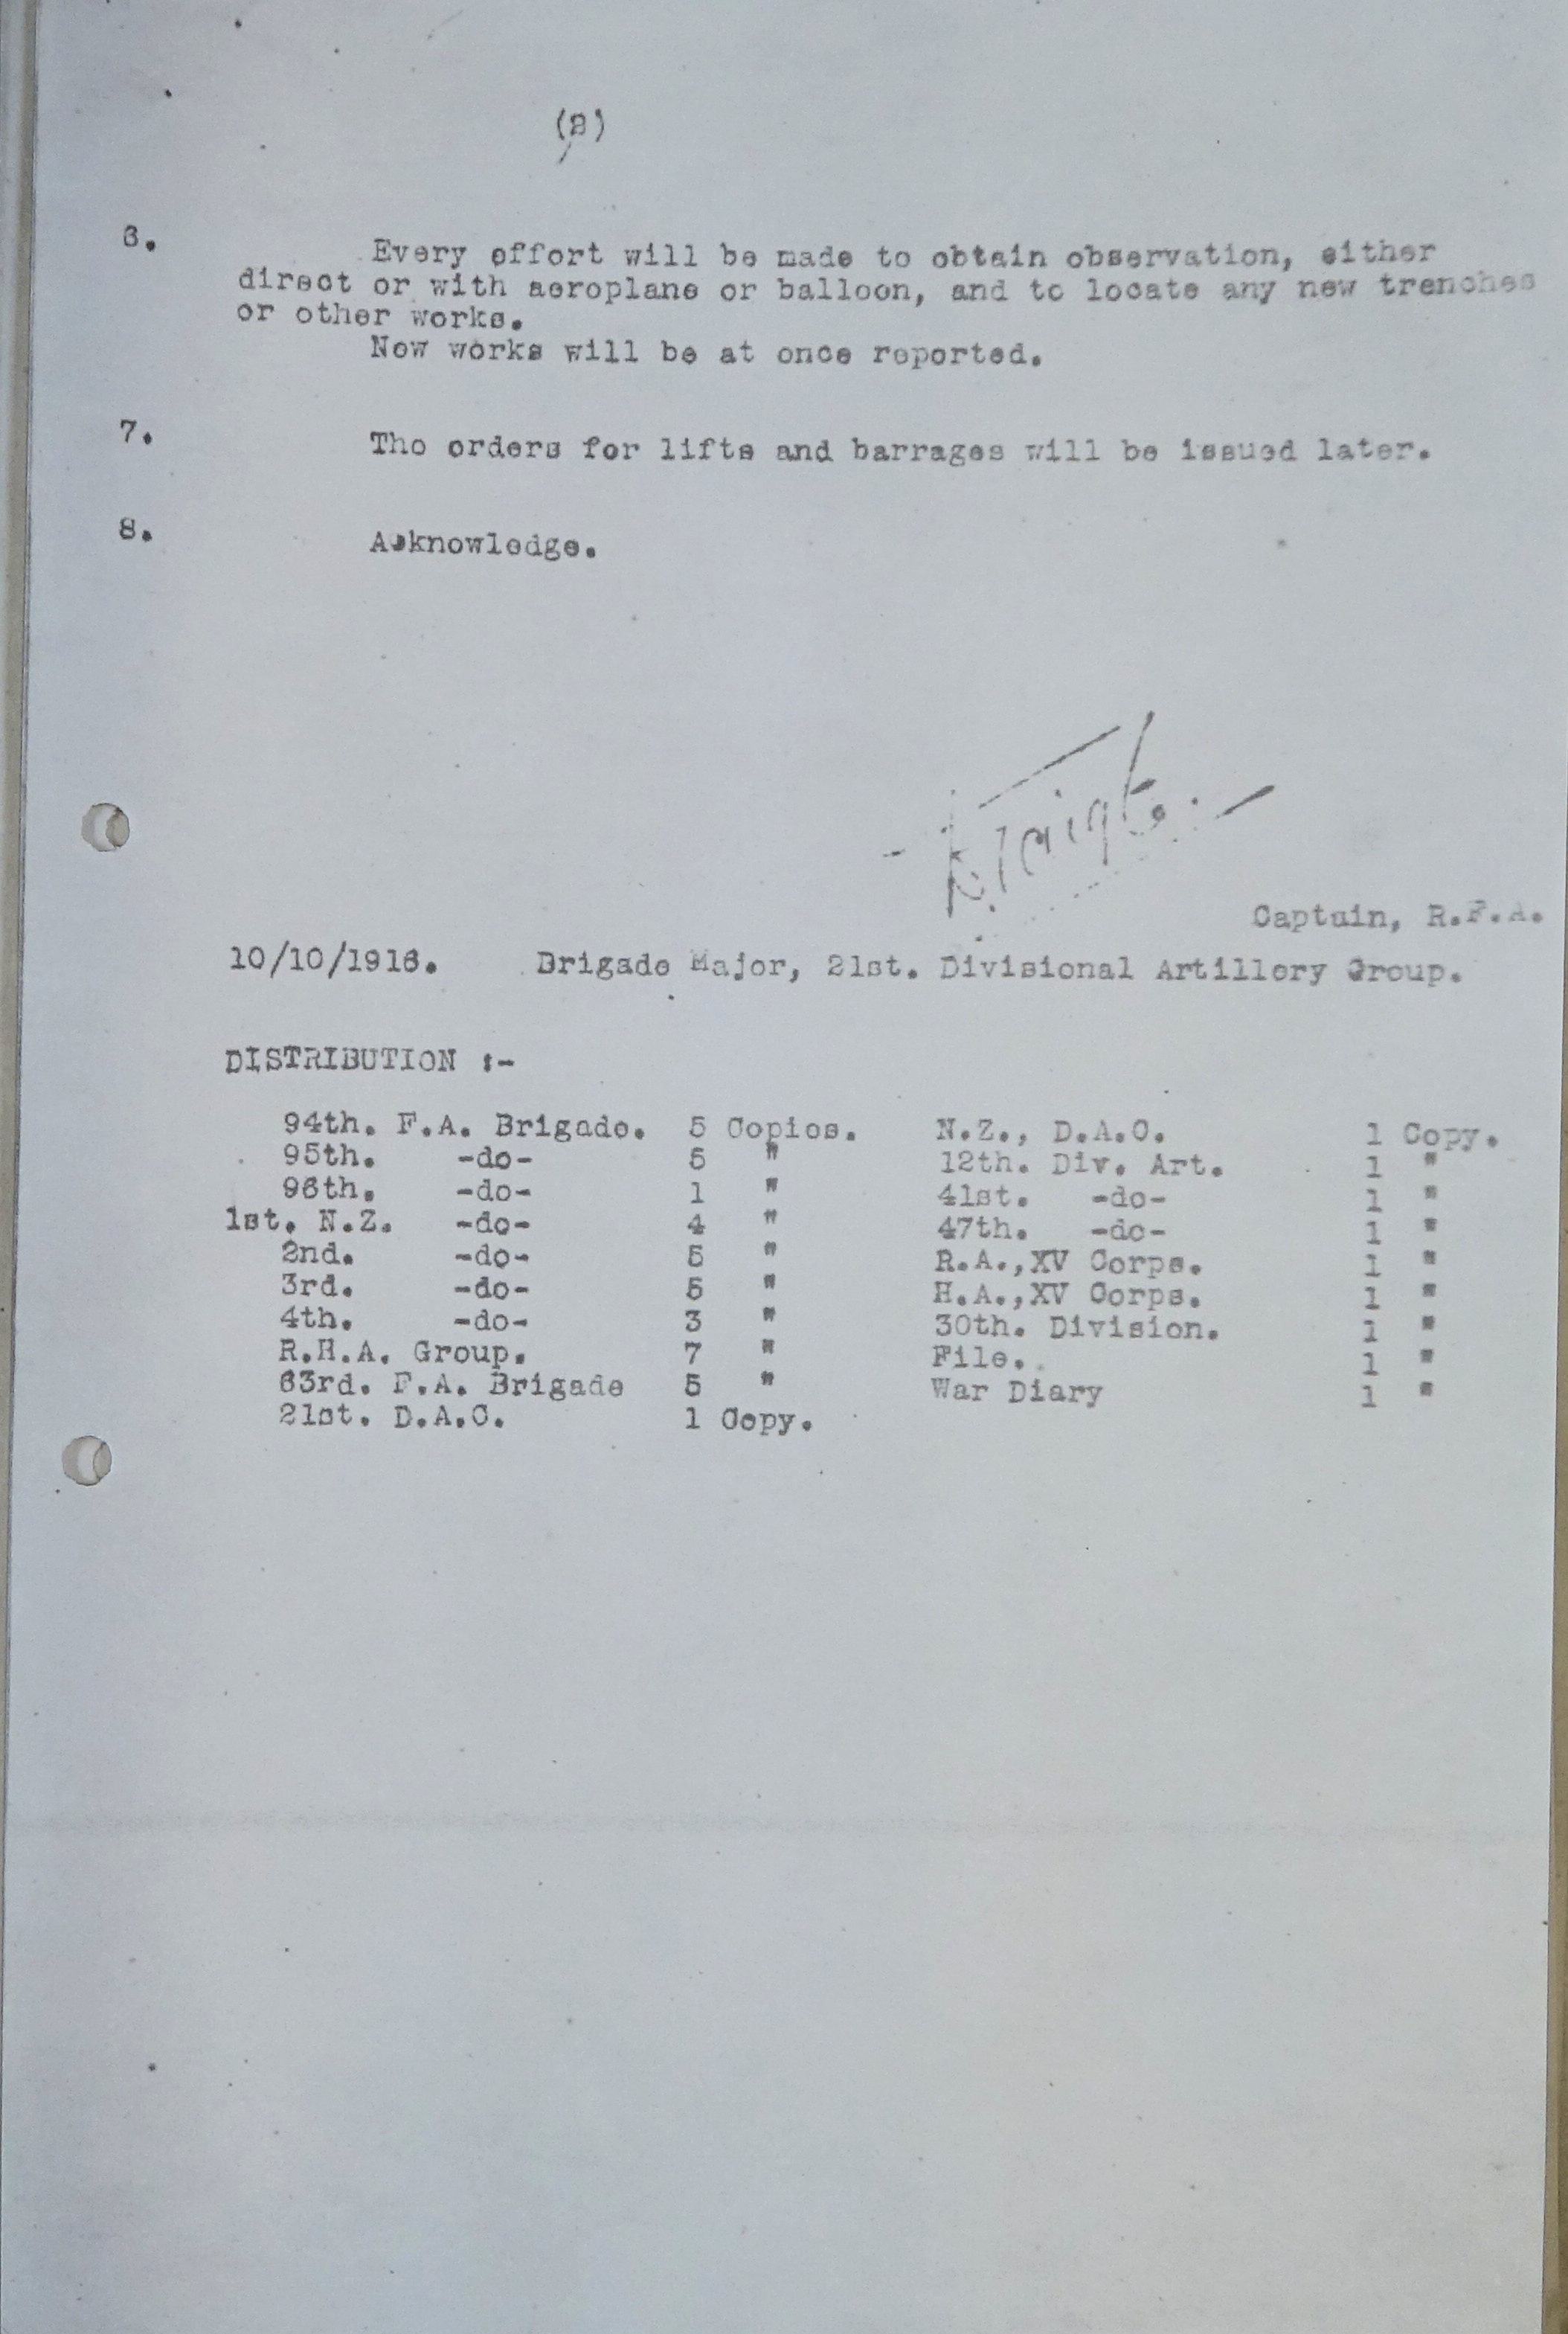 (2)
6. Every effort will be made to obtain observation, either
direct or with aeroplane or balloon, and to locate any new trenches
or other works.
New works will be at once reported.
7. The orders for lifts and barrages will be issued later.
8. Acknowledge.
Captain, R.F.A.
10/10/1916. Brigade Major, 21st. Divisional Artillery Group.
DISTRIBUTION :-
94th. F.A. Brigade. 5 Copies. N.Z., D.A.C. 1 Copy.
95th. -do- 5 " 12th. Div. Art. 1 "
96th. -do- 1 " 41st. -do- 1 "
1st. N.Z. -do- 4 " 47th. -do- 1 "
2nd. -do- 5 " R.A.,XV Corps. 1 "
3rd. -do- 5 " H.A.,XV Corps. 1 "
4th. -do- 3 " 30th. Division. 1 "
R.H.A. Group. 7 " File. 1 "
63rd. F.A. Brigade 5 " War Diary 1 "
21st. D.A.C. 1 Copy.